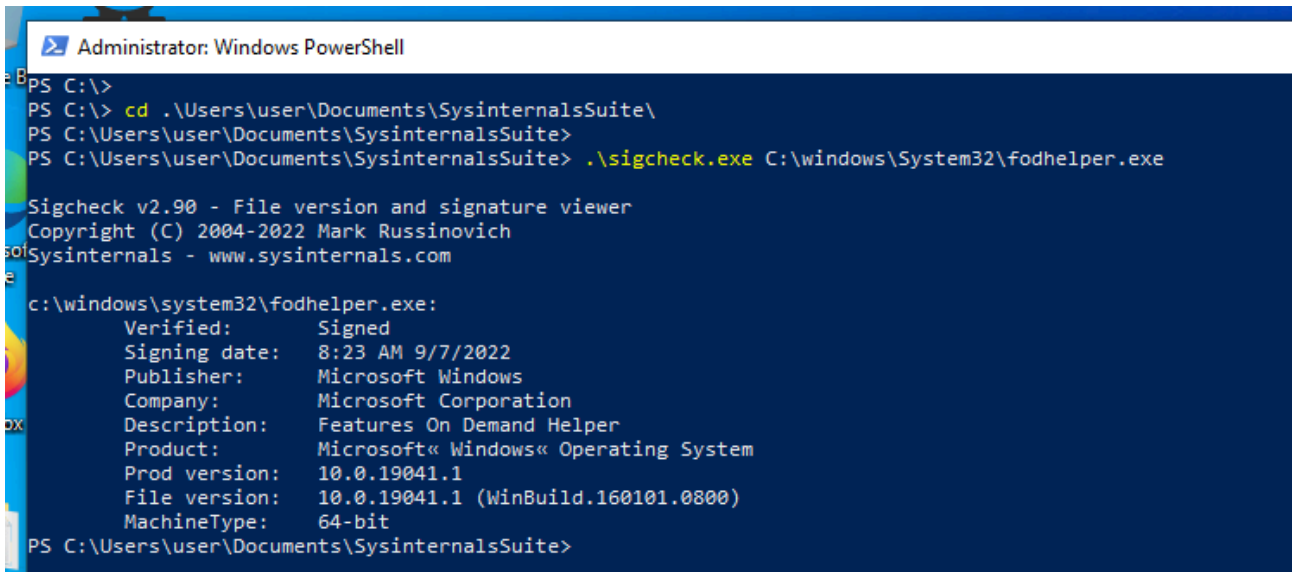 Administrator: Windows PowerShell
PS C:\>
PS C:\> cd .\Users\user\Documents\SysinternalsSuite\
PS C:\Users\user\Documents\SysinternalsSuite>
PS C:\Users\user\Documents\SysinternalsSuite> .\sigcheck.exe C:\windows\System32\fodhelper.exe
Sigcheck v2.90 - File version and signature viewer
Copyright (C) 2004-2022 Mark Russinovich
Sysinternals - www.sysinternals.com
c:\windows\system32\fodhelper.exe:
Verified: Signed
Signing date: 8:23 AM 9/7/2022
Publisher: Microsoft Windows
Company: Microsoft Corporation
Description: Features On Demand Helper
Product: Microsoft« Windows« Operating System
Prod version: 10.0.19041.1
File version: 10.0.19041.1 (WinBuild.160101.0800)
MachineType: 64-bit
PS C:\Users\user\Documents\SysinternalsSuite>